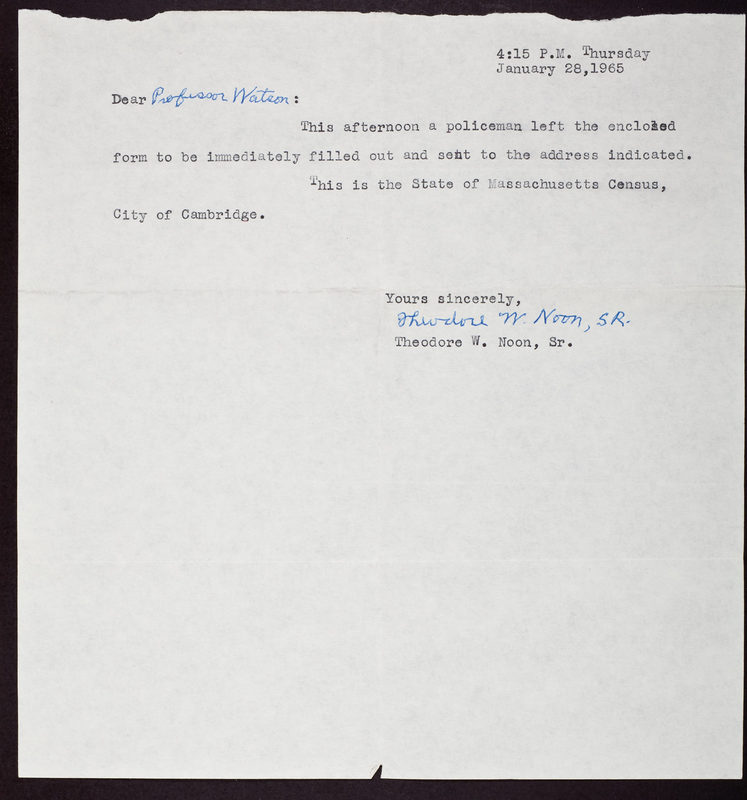 4:15 P.M. Thursday
January 28,1965
Dear Professor Watson:
This afternoon a policeman left the enclosed
form to be immediately filled out and sent to the address indicated.
This is the State of Massachusetts Census,
City of Cambridge.
Yours sincerely,
Theodore W. Noon, SR.
Theodore W. Noon, Sr.